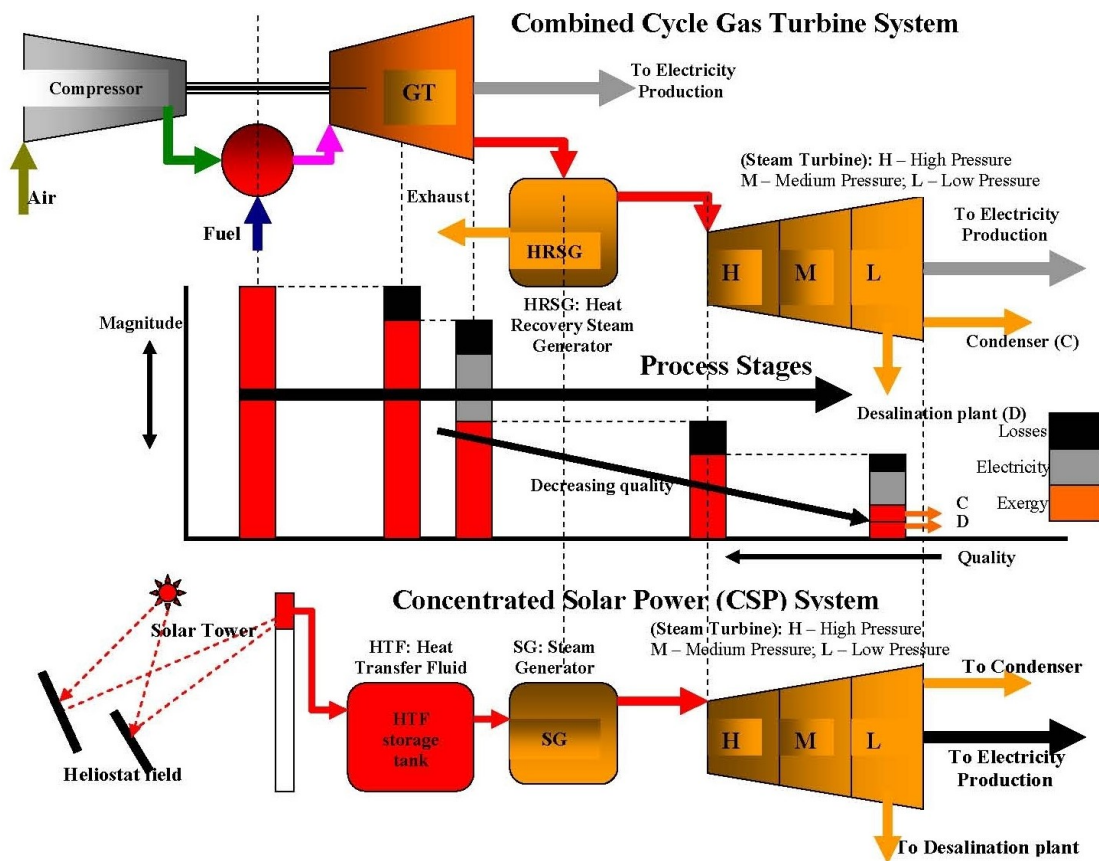 Combined Cycle Gas Turbine System
Compressor
GT
To Electricity
Production
Air
Fuel
Exhaust
HRSG
(Steam Turbine): H – High Pressure
M – Medium Pressure; L – Low Pressure
H
M
L
To Electricity
Production
Condenser (C)
HRSG: Heat
Recovery Steam
Generator
Magnitude
Process Stages
Desalination plant (D)
Losses
Electricity
Exergy
Decreasing quality
C
D
Quality
Concentrated Solar Power (CSP) System
Solar Tower
HTF: Heat
Transfer Fluid
SG: Steam
Generator
(Steam Turbine): H – High Pressure
M – Medium Pressure; L – Low Pressure
HTF
storage
tank
SG
H
M
L
To Condenser
To Electricity
Production
Heliostat field
To Desalination plant